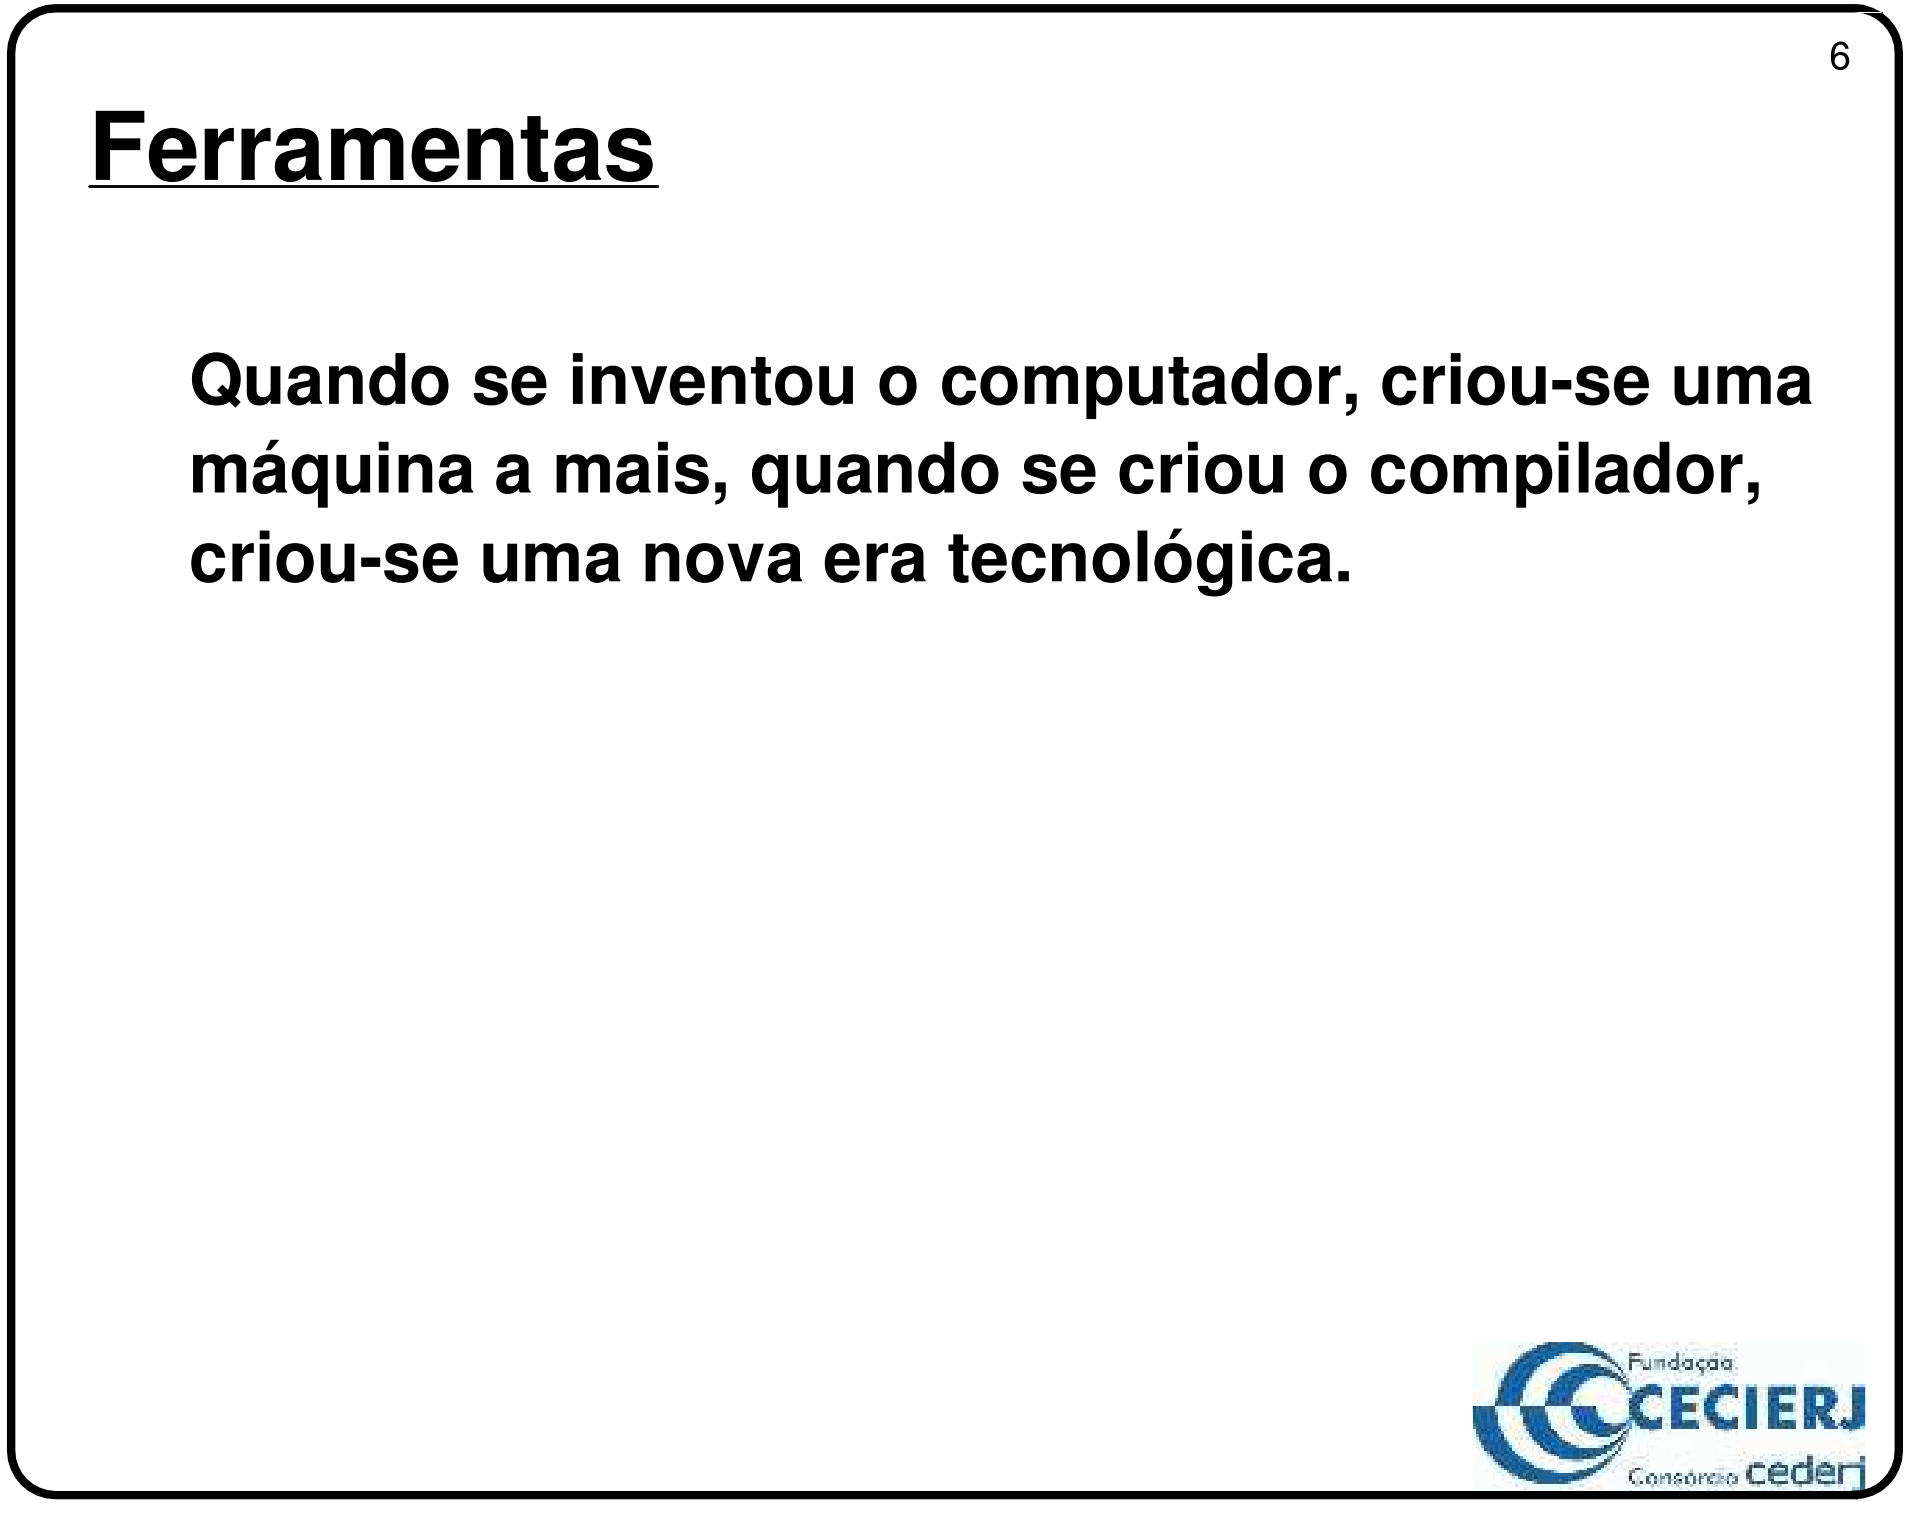 6
Ferramentas
Quando se inventou o computador, criou-se uma
máquina a mais, quando se criou o compilador,
criou-se uma nova era tecnológica.
Fundação
CECIERJ
Consórcio cederj